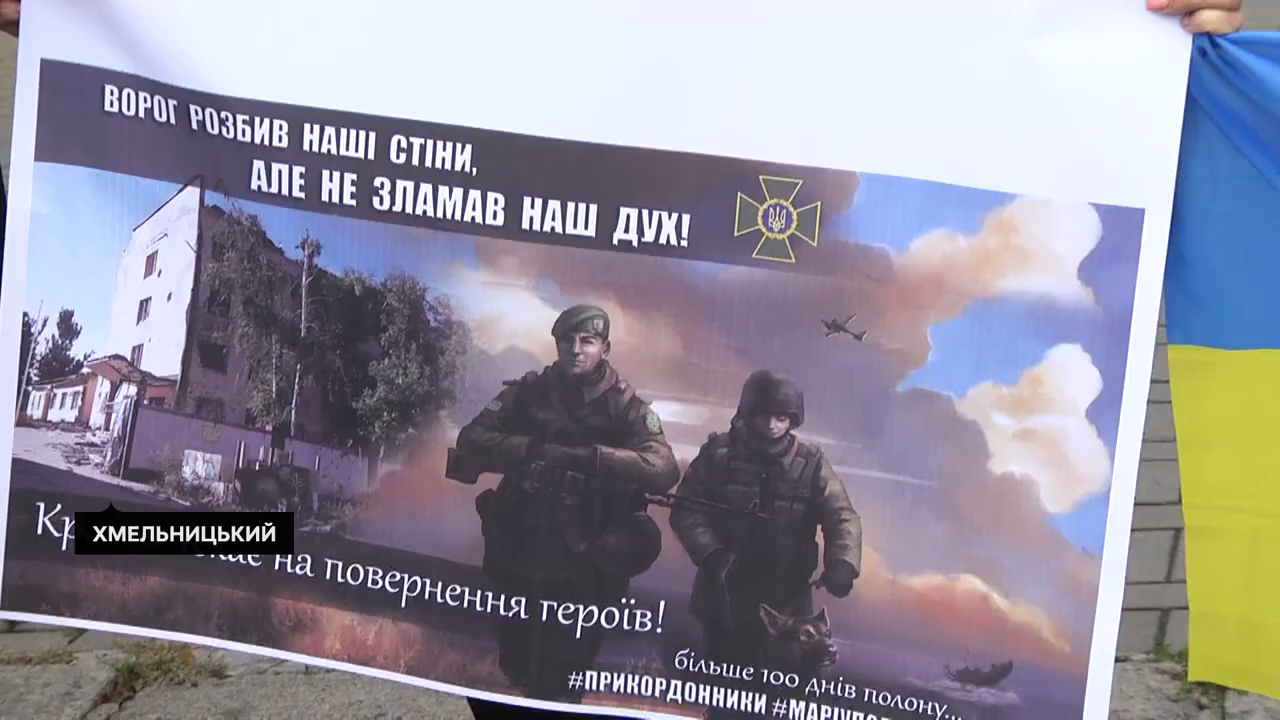 ВОРОГ РОЗБИВ НАШІ СТІНИ,
АЛЕ НЕ ЗЛАМАВ НАШ ДУХ!
ХМЕЛЬНИЦЬКИЙ
на повернення героїв!
більше 100 днів полону...
#ПРИКОРДОННИКИ